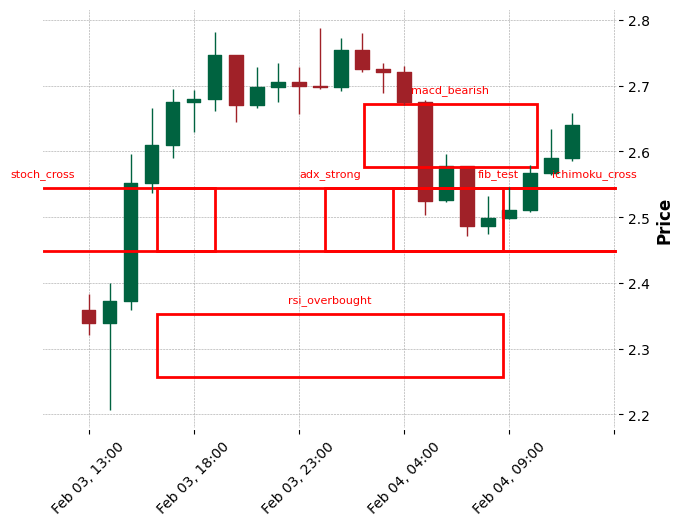 2.8
2.7
macd_bearish
2.6
stoch_cross
adx_strong
fib_test
ichimoku_cross
2.5
Price
2.4
rsi_overbought
2.3
2.2
Feb 03, 13:00
Feb 03, 18:00
Feb 03, 23:00
Feb 04, 04:00
Feb 04, 09:00